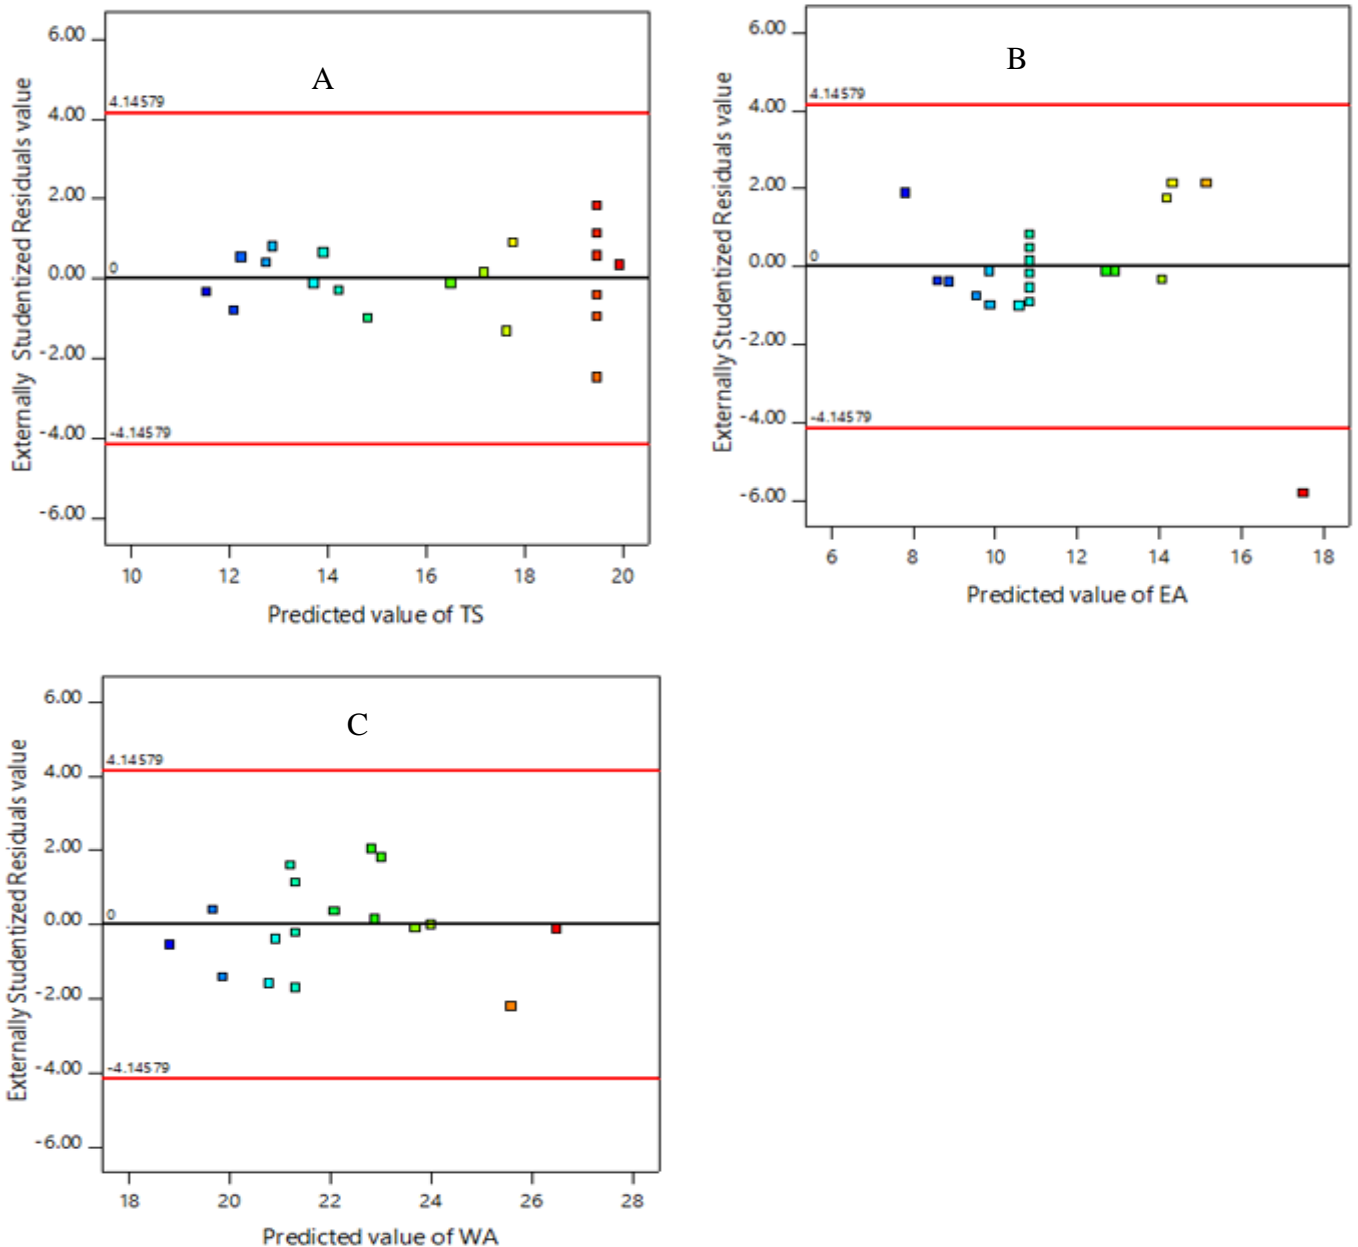 A
Externally Studentized Residuals value
6.00
4.00
2.00
0.00
-2.00
-4.00
-6.00
4.14579
0
-4.14579
10 12 14 16 18 20
Predicted value of TS
B
Externally Studentized Residuals value
6.00
4.00
2.00
0.00
-2.00
-4.00
-6.00
4.14579
0
-4.14579
6 8 10 12 14 16 18
Predicted value of EA
C
Externally Studentized Residuals value
6.00
4.00
2.00
0.00
-2.00
-4.00
-6.00
4.14579
0
-4.14579
18 20 22 24 26 28
Predicted value of WA